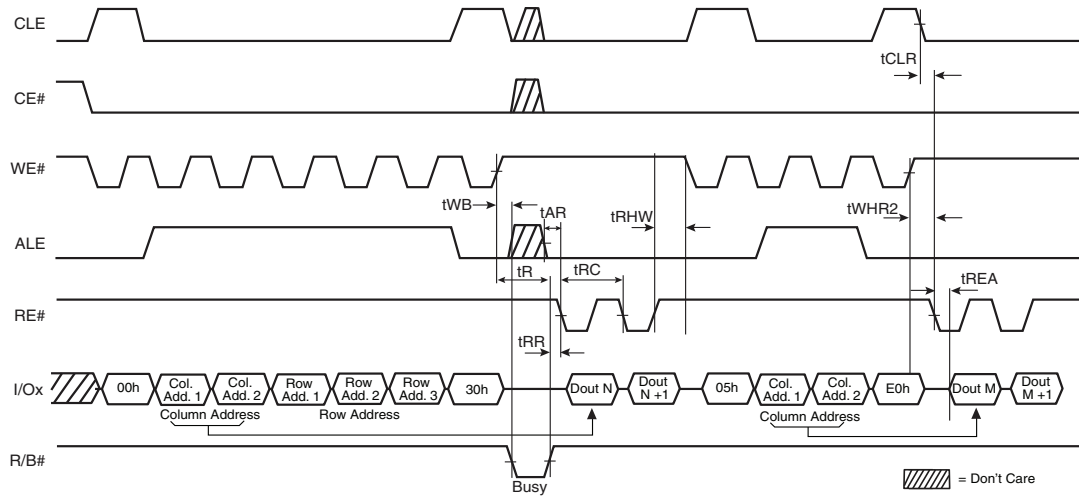 CLE
tCLR
CE#
WE#
tWB
tAR
tRHW
tWHR2
ALE
tR
tRC
tREA
RE#
tRR
I/Ox
00h
Col. Add. 1
Col. Add. 2
Row Add. 1
Row Add. 2
Row Add. 3
30h
Dout N
Dout N +1
05h
Col. Add. 1
Col. Add. 2
E0h
Dout M
Dout M +1
Column Address
Row Address
Column Address
R/B#
Busy
= Don't Care